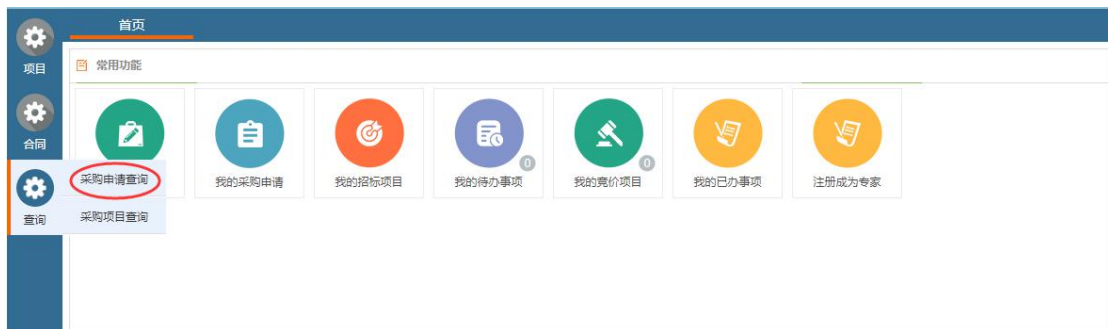 首页
项目
常用功能
合同
0
0
采购申请查询
我的采购申请
我的招标项目
我的待办事项
我的竞价项目
我的已办事项
注册成为专家
查询
采购项目查询